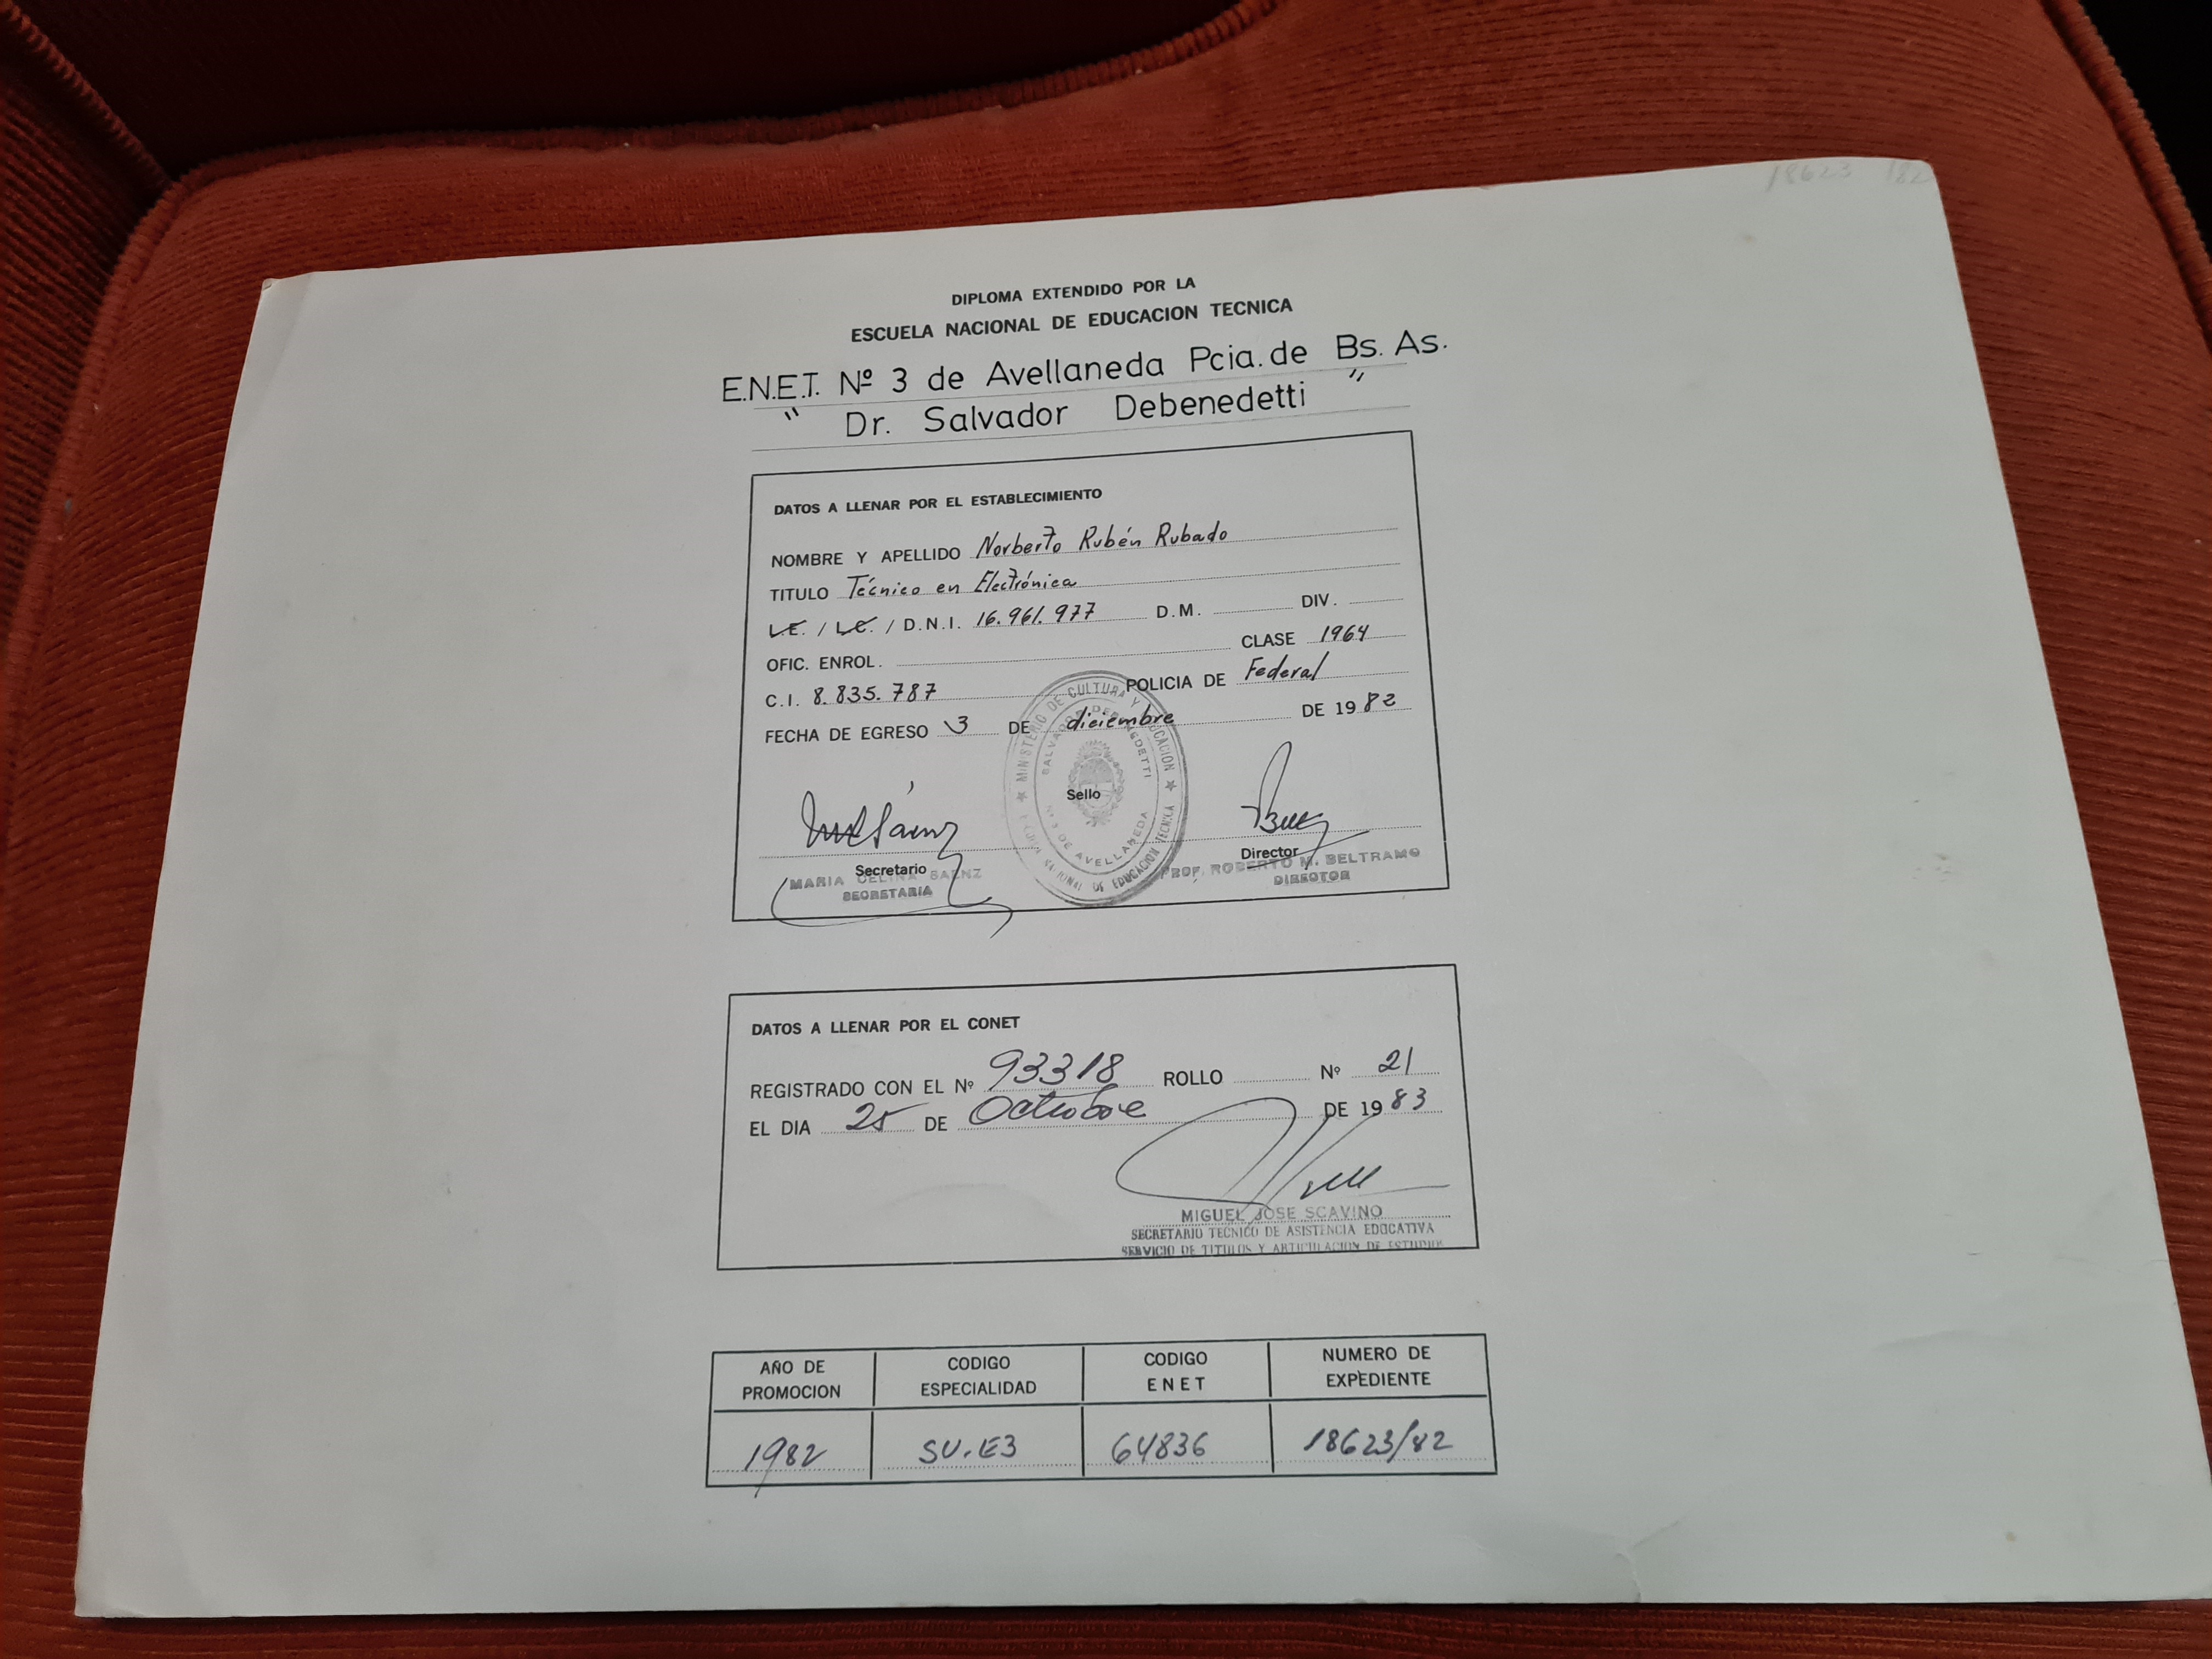 18623 182
DIPLOMA EXTENDIDO POR LA
ESCUELA NACIONAL DE EDUCACION TECNICA
E.N.E.T. Nº 3 de Avellaneda Pcia. de Bs. As.
" Dr. Salvador Debenedetti "
DATOS A LLENAR POR EL ESTABLECIMIENTO
NOMBRE Y APELLIDO Norberto Rubén Rubado
TITULO Técnico en Electrónica
L.E. / L.C. / D.N.I. 16.961.977 D.M. DIV.
OFIC. ENROL. CLASE 1964
C.I. 8.835.787 POLICIA DE Federal
FECHA DE EGRESO 3 DE diciembre DE 1982
MINISTERIO DE CULTURA Y EDUCACION
SALVADOR DEBENEDETTI
Nº 3 DE AVELLANEDA
NACIONAL DE EDUCACION TECNICA
Sello
Secretario
MARIA CELINA SAENZ
SECRETARIA
Director
PROF. ROBERTO M. BELTRAMO
DIRECTOR
DATOS A LLENAR POR EL CONET
REGISTRADO CON EL Nº 93318 ROLLO Nº 21
EL DIA 25 DE Octubre DE 1983
MIGUEL JOSE SCAVINO
SECRETARIO TECNICO DE ASISTENCIA EDUCATIVA
SERVICIO DE TITULOS Y ARTICULACION DE ESTUDIOS
AÑO DE PROMOCION CODIGO ESPECIALIDAD CODIGO ENET NUMERO DE EXPEDIENTE
1982 SU.E3 64836 18623/82